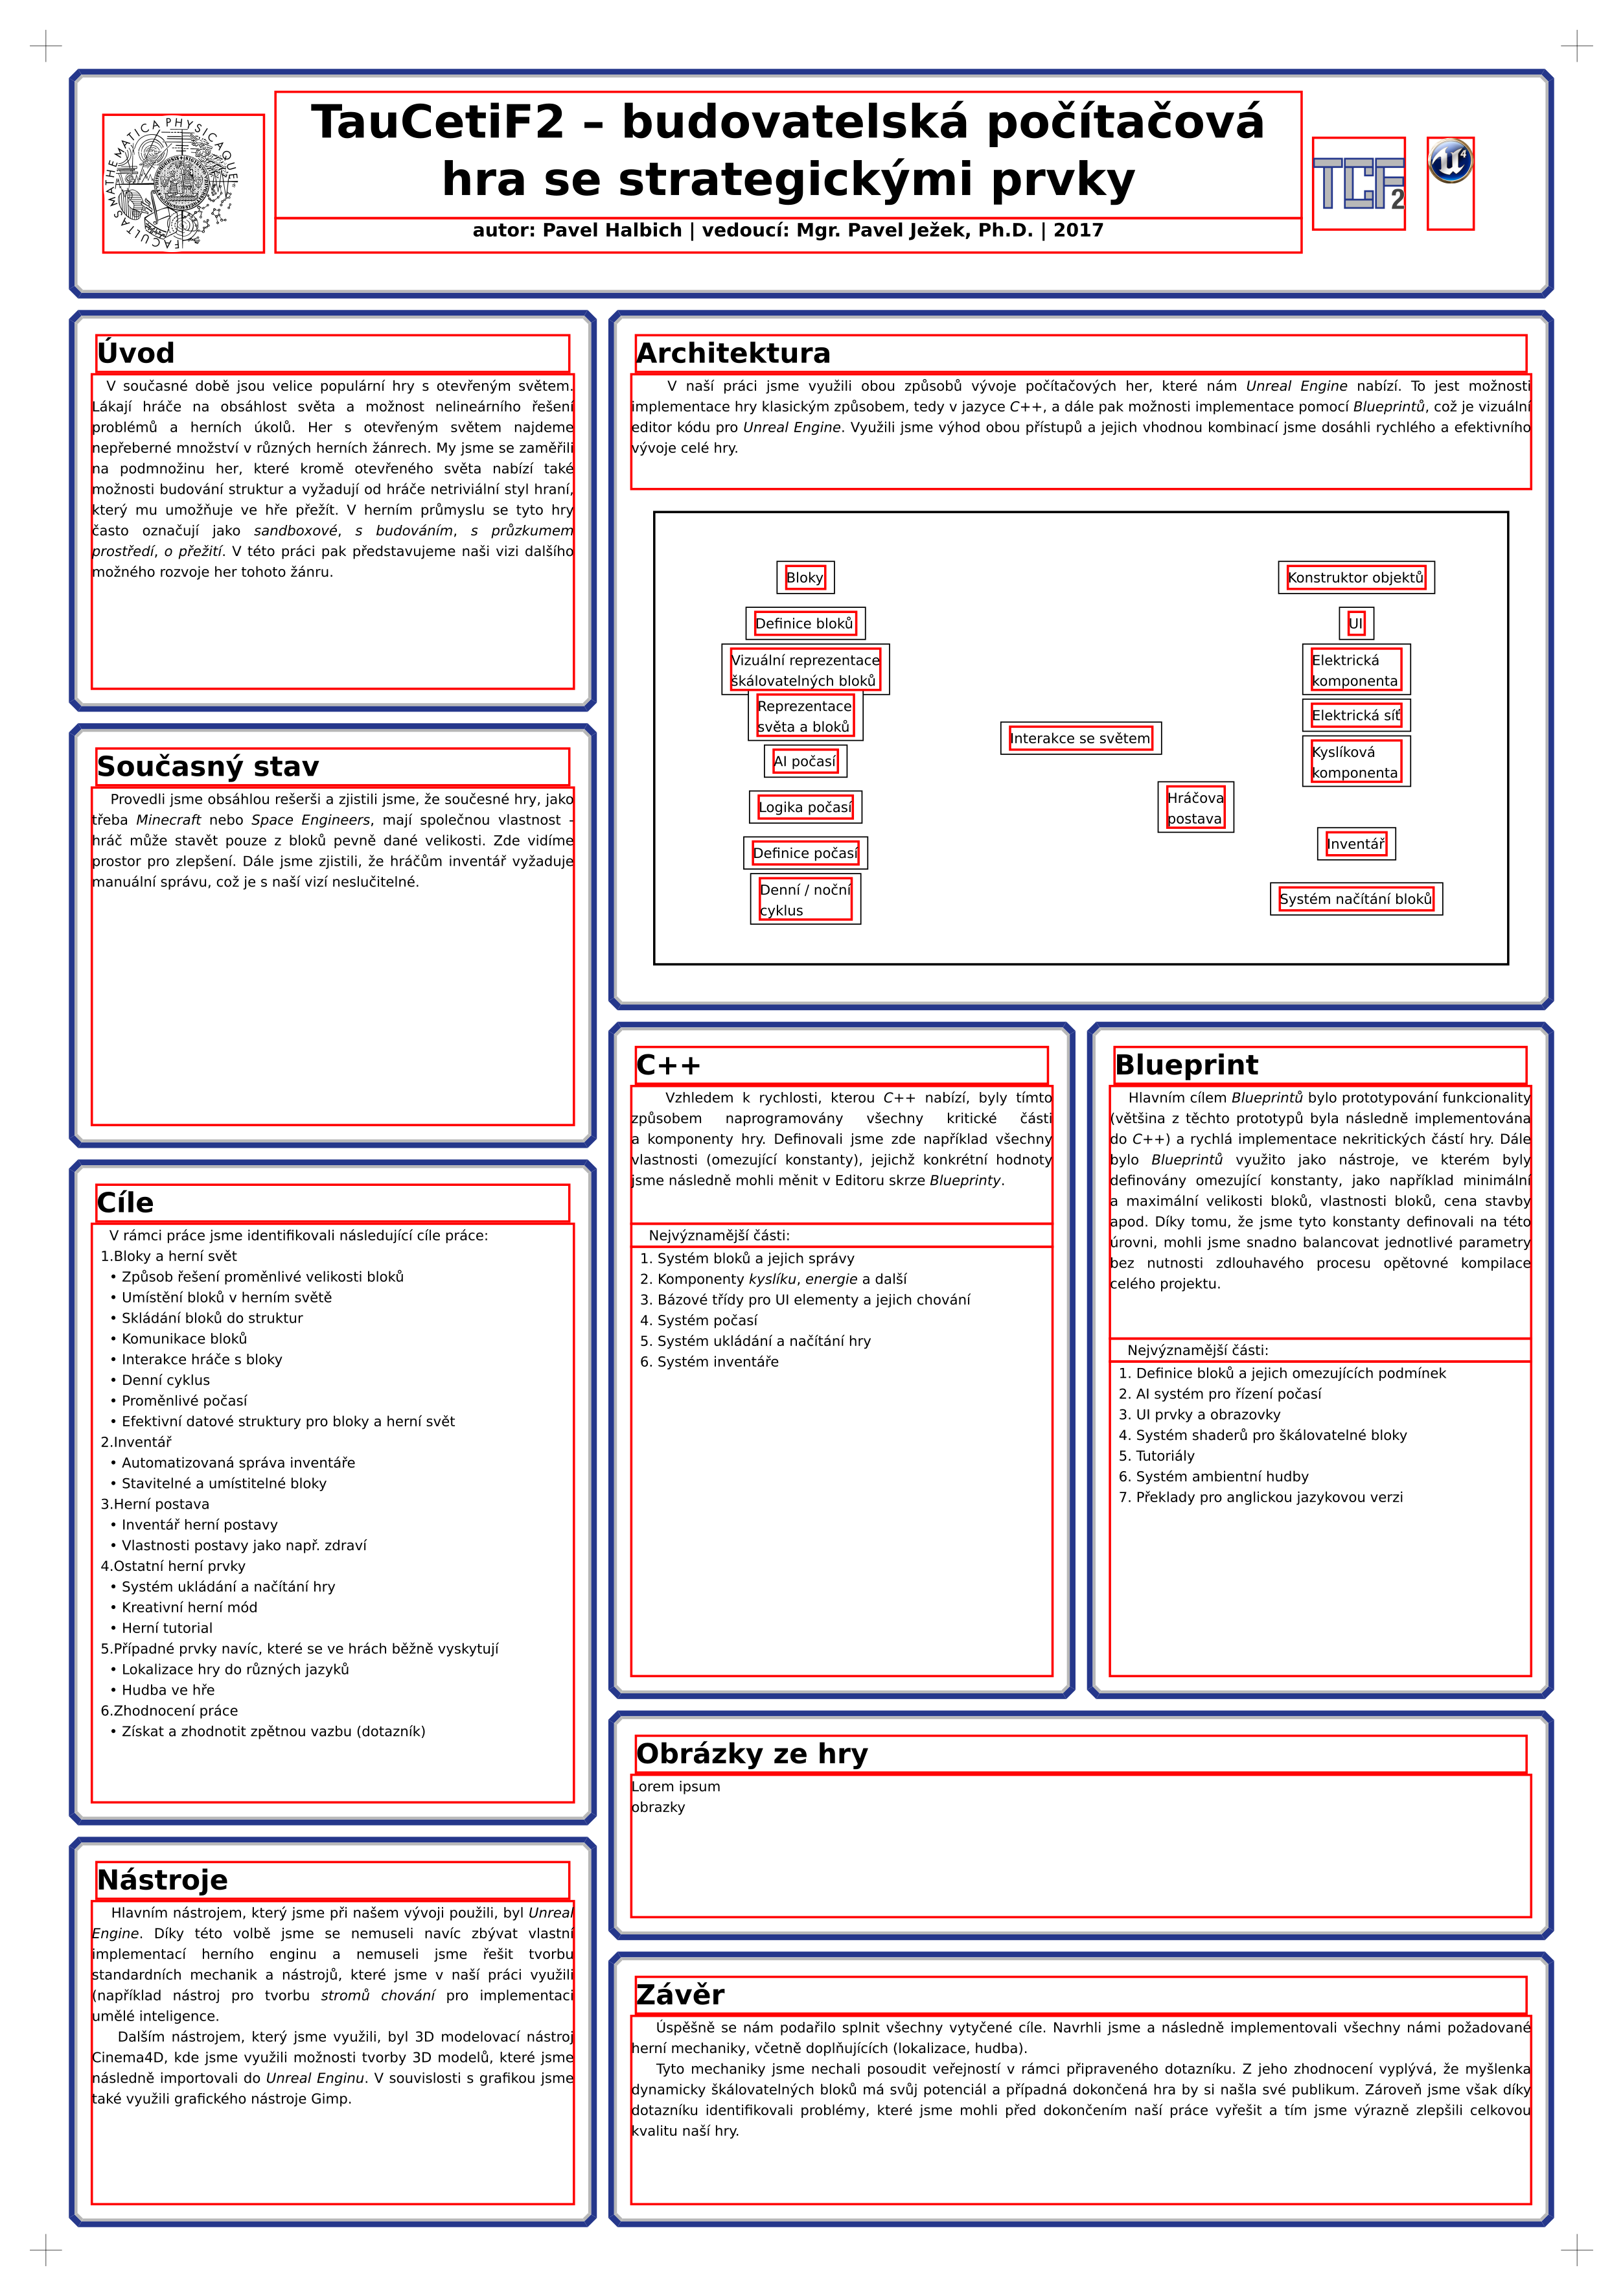 TauCetiF2 – budovatelská počítačová
hra se strategickými prvky
autor: Pavel Halbich | vedoucí: Mgr. Pavel Ježek, Ph.D. | 2017
FACULTAS MATHEMATICA PHYSICAQUE
TCF2
u4
Úvod
V současné době jsou velice populární hry s otevřeným světem.
Lákají hráče na obsáhlost světa a možnost nelineárního řešení
problémů a herních úkolů. Her s otevřeným světem najdeme
nepřeberné množství v různých herních žánrech. My jsme se zaměřili
na podmnožinu her, které kromě otevřeného světa nabízí také
možnosti budování struktur a vyžadují od hráče netriviální styl hraní,
který mu umožňuje ve hře přežít. V herním průmyslu se tyto hry
často označují jako sandboxové, s budováním, s průzkumem
prostředí, o přežití. V této práci pak představujeme naši vizi dalšího
možného rozvoje her tohoto žánru.
Současný stav
Provedli jsme obsáhlou rešerši a zjistili jsme, že současné hry, jako
třeba Minecraft nebo Space Engineers, mají společnou vlastnost -
hráč může stavět pouze z bloků pevně dané velikosti. Zde vidíme
prostor pro zlepšení. Dále jsme zjistili, že hráčům inventář vyžaduje
manuální správu, což je s naší vizí neslučitelné.
Cíle
V rámci práce jsme identifikovali následující cíle práce:
1.Bloky a herní svět
• Způsob řešení proměnlivé velikosti bloků
• Umístění bloků v herním světě
• Skládání bloků do struktur
• Komunikace bloků
• Interakce hráče s bloky
• Denní cyklus
• Proměnlivé počasí
• Efektivní datové struktury pro bloky a herní svět
2.Inventář
• Automatizovaná správa inventáře
• Stavitelné a umístitelné bloky
3.Herní postava
• Inventář herní postavy
• Vlastnosti postavy jako např. zdraví
4.Ostatní herní prvky
• Systém ukládání a načítání hry
• Kreativní herní mód
• Herní tutorial
5.Případné prvky navíc, které se ve hrách běžně vyskytují
• Lokalizace hry do různých jazyků
• Hudba ve hře
6.Zhodnocení práce
• Získat a zhodnotit zpětnou vazbu (dotazník)
Nástroje
Hlavním nástrojem, který jsme při našem vývoji použili, byl Unreal
Engine. Díky této volbě jsme se nemuseli navíc zbývat vlastní
implementací herního enginu a nemuseli jsme řešit tvorbu
standardních mechanik a nástrojů, které jsme v naší práci využili
(například nástroj pro tvorbu stromů chování pro implementaci
umělé inteligence.
Dalším nástrojem, který jsme využili, byl 3D modelovací nástroj
Cinema4D, kde jsme využili možnosti tvorby 3D modelů, které jsme
následně importovali do Unreal Enginu. V souvislosti s grafikou jsme
také využili grafického nástroje Gimp.
Architektura
V naší práci jsme využili obou způsobů vývoje počítačových her, které nám Unreal Engine nabízí. To jest možnosti
implementace hry klasickým způsobem, tedy v jazyce C++, a dále pak možnosti implementace pomocí Blueprintů, což je vizuální
editor kódu pro Unreal Engine. Využili jsme výhod obou přístupů a jejich vhodnou kombinací jsme dosáhli rychlého a efektivního
vývoje celé hry.
Bloky
Definice bloků
Vizuální reprezentace
škálovatelných bloků
Reprezentace
světa a bloků
AI počasí
Logika počasí
Definice počasí
Denní / noční
cyklus
Interakce se světem
Hráčova
postava
Konstruktor objektů
UI
Elektrická
komponenta
Elektrická síť
Kyslíková
komponenta
Inventář
Systém načítání bloků
C++
Vzhledem k rychlosti, kterou C++ nabízí, byly tímto
způsobem naprogramovány všechny kritické části
a komponenty hry. Definovali jsme zde například všechny
vlastnosti (omezující konstanty), jejichž konkrétní hodnoty
jsme následně mohli měnit v Editoru skrze Blueprinty.
Nejvýznamější části:
1. Systém bloků a jejich správy
2. Komponenty kyslíku, energie a další
3. Bázové třídy pro UI elementy a jejich chování
4. Systém počasí
5. Systém ukládání a načítání hry
6. Systém inventáře
Blueprint
Hlavním cílem Blueprintů bylo prototypování funkcionality
(většina z těchto prototypů byla následně implementována
do C++) a rychlá implementace nekritických částí hry. Dále
bylo Blueprintů využito jako nástroje, ve kterém byly
definovány omezující konstanty, jako například minimální
a maximální velikosti bloků, vlastnosti bloků, cena stavby
apod. Díky tomu, že jsme tyto konstanty definovali na této
úrovni, mohli jsme snadno balancovat jednotlivé parametry
bez nutnosti zdlouhavého procesu opětovné kompilace
celého projektu.
Nejvýznamější části:
1. Definice bloků a jejich omezujících podmínek
2. AI systém pro řízení počasí
3. UI prvky a obrazovky
4. Systém shaderů pro škálovatelné bloky
5. Tutoriály
6. Systém ambientní hudby
7. Překlady pro anglickou jazykovou verzi
Obrázky ze hry
Lorem ipsum
obrazky
Závěr
Úspěšně se nám podařilo splnit všechny vytyčené cíle. Navrhli jsme a následně implementovali všechny námi požadované
herní mechaniky, včetně doplňujících (lokalizace, hudba).
Tyto mechaniky jsme nechali posoudit veřejností v rámci připraveného dotazníku. Z jeho zhodnocení vyplývá, že myšlenka
dynamicky škálovatelných bloků má svůj potenciál a případná dokončená hra by si našla své publikum. Zároveň jsme však díky
dotazníku identifikovali problémy, které jsme mohli před dokončením naší práce vyřešit a tím jsme výrazně zlepšili celkovou
kvalitu naší hry.